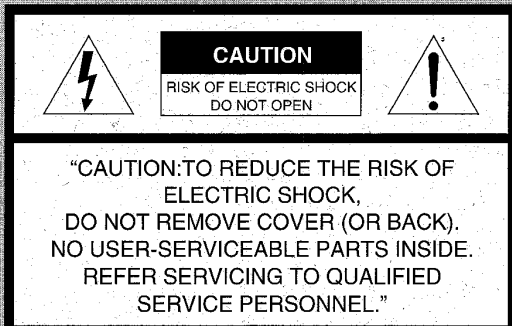 CAUTION
RISK OF ELECTRIC SHOCK
DO NOT OPEN
"CAUTION:TO REDUCE THE RISK OF
ELECTRIC SHOCK,
DO NOT REMOVE COVER (OR BACK).
NO USER-SERVICEABLE PARTS INSIDE.
REFER SERVICING TO QUALIFIED
SERVICE PERSONNEL."